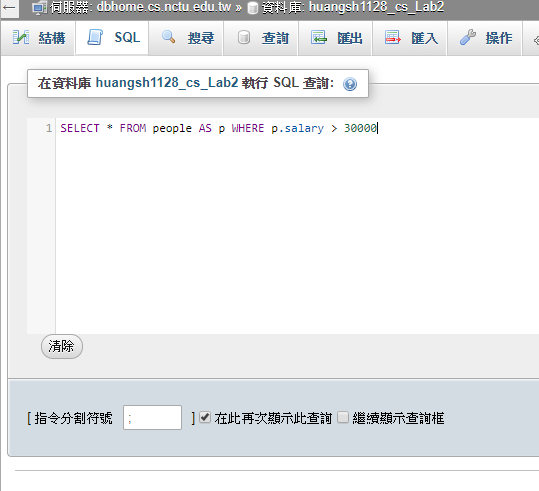 伺服器: dbhome.cs.nctu.edu.tw » 資料庫: huangsh1128_cs_Lab2
結構 SQL 搜尋 查詢 匯出 匯入 操作
在資料庫 huangsh1128_cs_Lab2 執行 SQL 查詢:
1 SELECT * FROM people AS p WHERE p.salary > 30000
清除
[ 指令分割符號 ; ] 在此再次顯示此查詢 繼續顯示查詢框